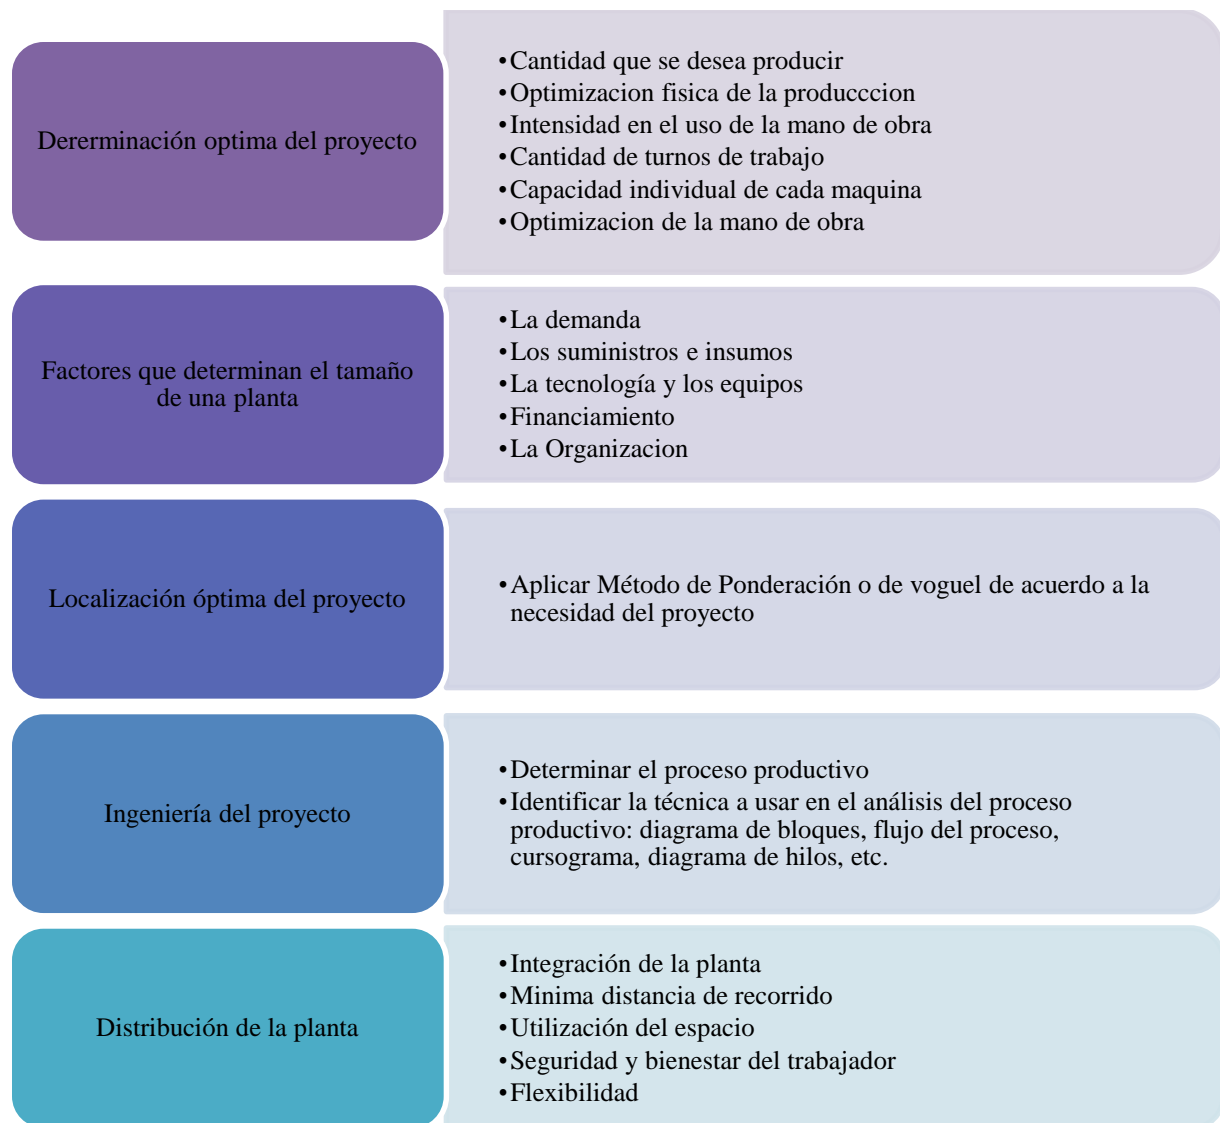 Dererminación optima del proyecto
•Cantidad que se desea producir
•Optimizacion fisica de la producccion
•Intensidad en el uso de la mano de obra
•Cantidad de turnos de trabajo
•Capacidad individual de cada maquina
•Optimizacion de la mano de obra
Factores que determinan el tamaño
de una planta
•La demanda
•Los suministros e insumos
•La tecnología y los equipos
•Financiamiento
•La Organizacion
Localización óptima del proyecto
•Aplicar Método de Ponderación o de voguel de acuerdo a la
necesidad del proyecto
Ingeniería del proyecto
•Determinar el proceso productivo
•Identificar la técnica a usar en el análisis del proceso
productivo: diagrama de bloques, flujo del proceso,
cursograma, diagrama de hilos, etc.
Distribución de la planta
•Integración de la planta
•Minima distancia de recorrido
•Utilización del espacio
•Seguridad y bienestar del trabajador
•Flexibilidad